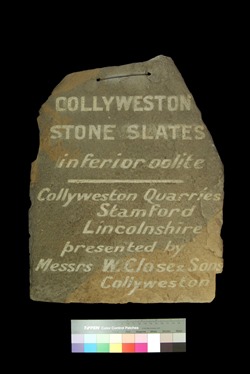 COLLYWESTON
STONE SLATES
inferior oolite
Collyweston Quarries
Stamford
Lincolnshire
presented by
Messrs W. Close & Sons
Collyweston